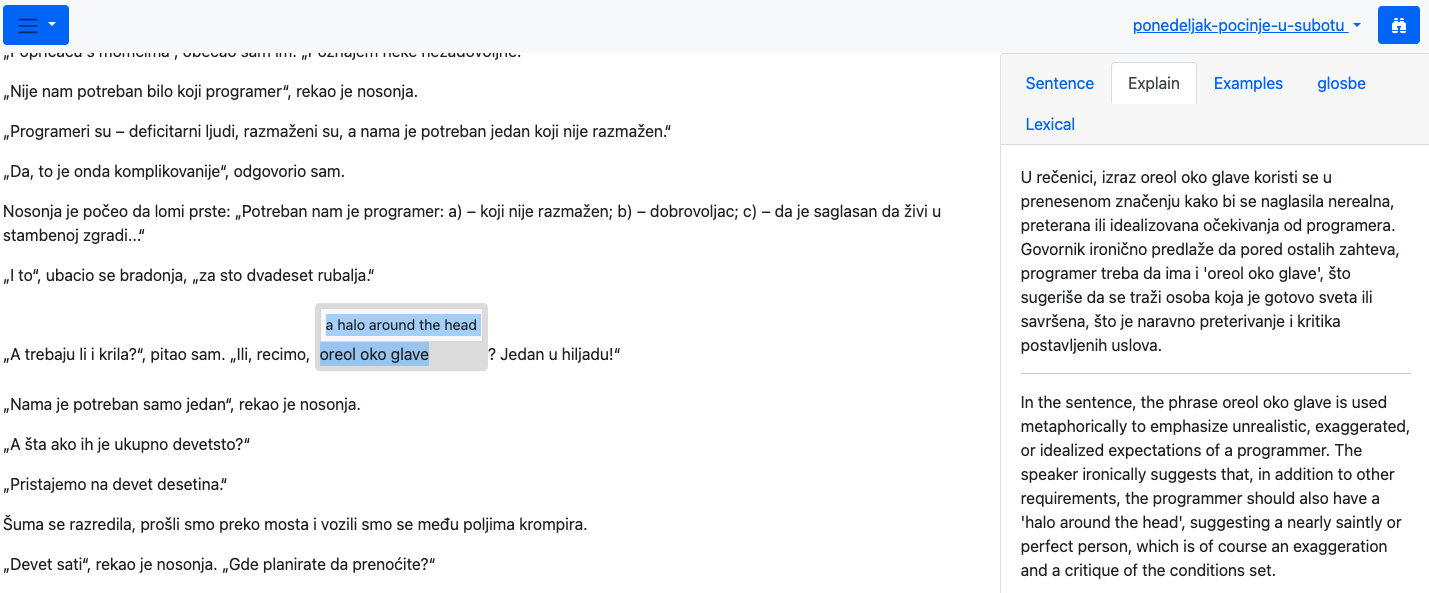 ponedeljak-pocinje-u-subotu
„Popričaću s momcima“, obećao sam im. „Poznajem neke nezadovoljne.“
„Nije nam potreban bilo koji programer“, rekao je nosonja.
„Programeri su – deficitarni ljudi, razmaženi su, a nama je potreban jedan koji nije razmažen.“
„Da, to je onda komplikovanije“, odgovorio sam.
Nosonja je počeo da lomi prste: „Potreban nam je programer: a) – koji nije razmažen; b) – dobrovoljac; c) – da je saglasan da živi u
stambenoj zgradi...“
„I to“, ubacio se bradonja, „za sto dvadeset rubalja.“
a halo around the head
„A trebaju li i krila?“, pitao sam. „Ili, recimo, oreol oko glave? Jedan u hiljadu!“
„Nama je potreban samo jedan“, rekao je nosonja.
„A šta ako ih je ukupno devetsto?“
„Pristajemo na devet desetina.“
Šuma se razredila, prošli smo preko mosta i vozili smo se među poljima krompira.
„Devet sati“, rekao je nosonja. „Gde planirate da prenoćite?“
Sentence Explain Examples glosbe
Lexical
U rečenici, izraz oreol oko glave koristi se u
prenesenom značenju kako bi se naglasila nerealna,
preterana ili idealizovana očekivanja od programera.
Govornik ironično predlaže da pored ostalih zahteva,
programer treba da ima i 'oreol oko glave', što
sugeriše da se traži osoba koja je gotovo sveta ili
savršena, što je naravno preterivanje i kritika
postavljenih uslova.
In the sentence, the phrase oreol oko glave is used
metaphorically to emphasize unrealistic, exaggerated,
or idealized expectations of a programmer. The
speaker ironically suggests that, in addition to other
requirements, the programmer should also have a
'halo around the head', suggesting a nearly saintly or
perfect person, which is of course an exaggeration
and a critique of the conditions set.